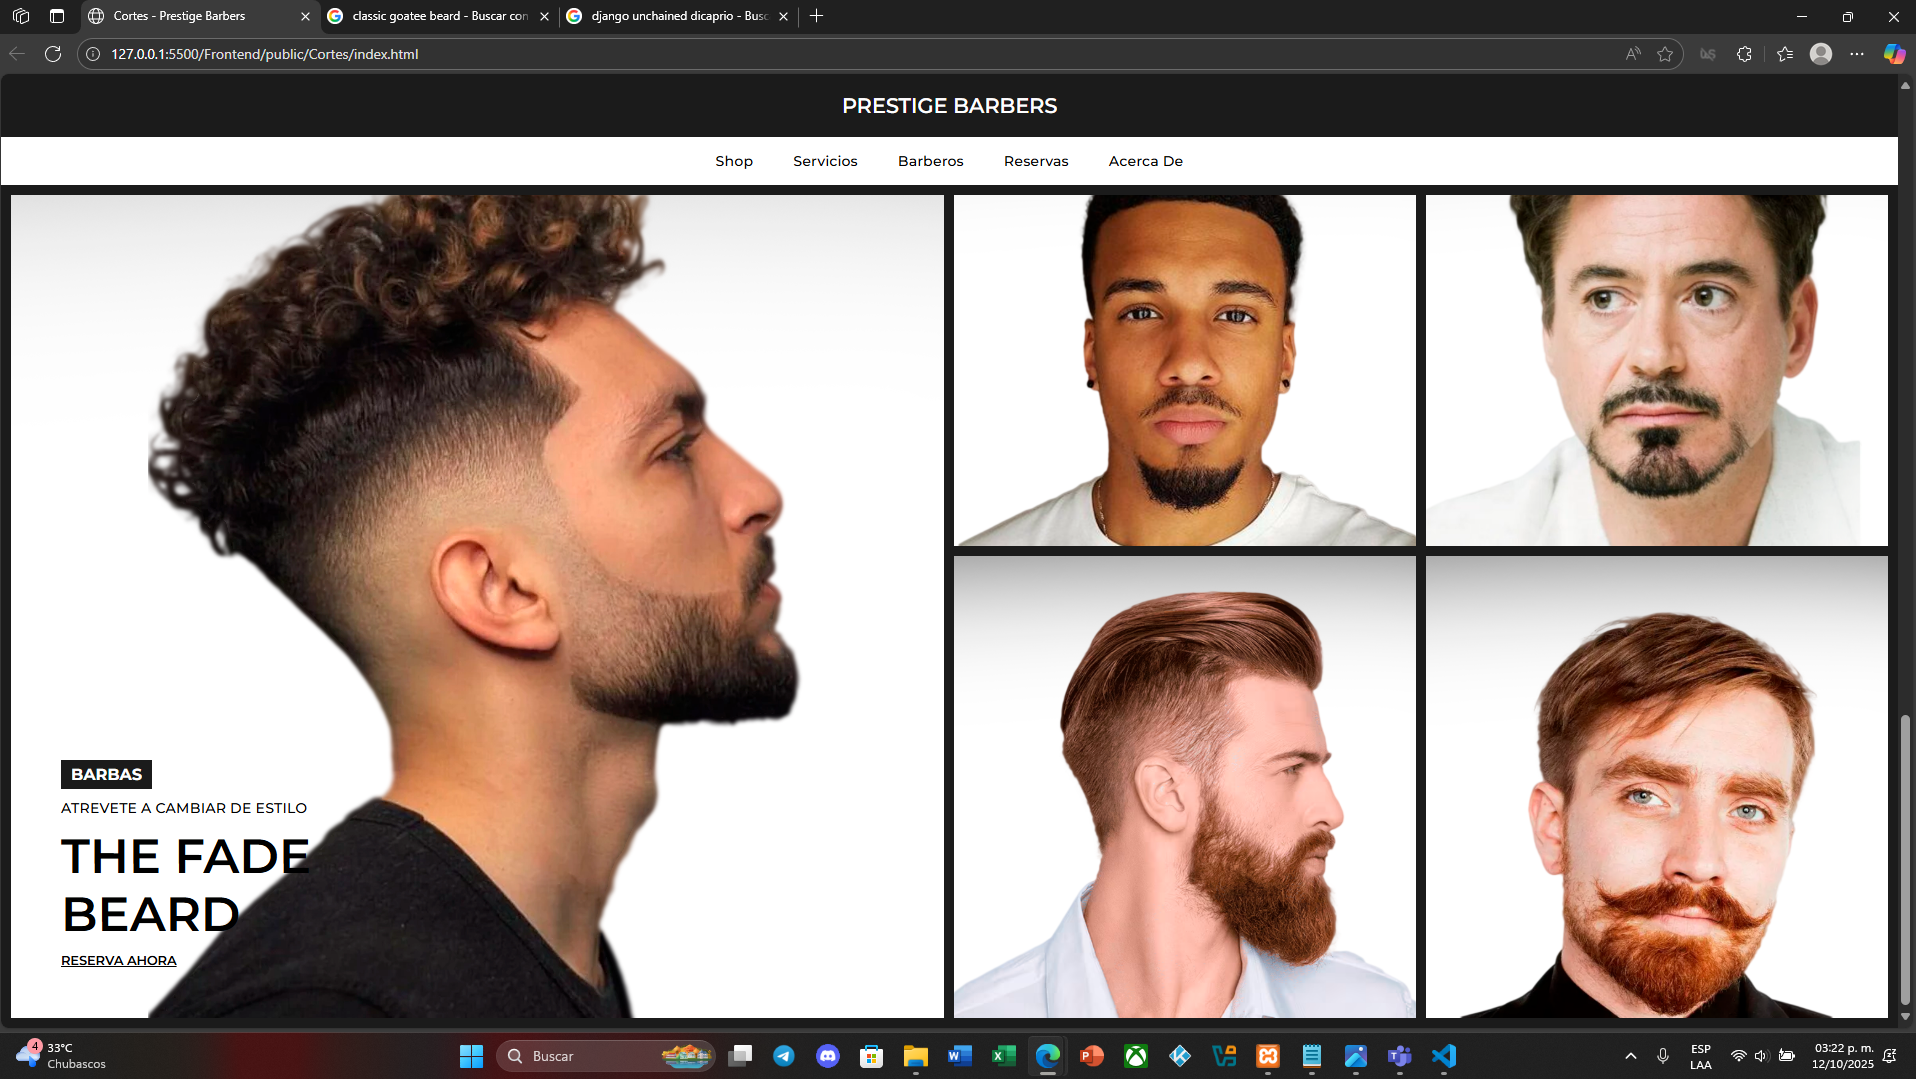 Cortes - Prestige Barbers
classic goatee beard - Buscar con
django unchained dicaprio - Bus
127.0.0.1:5500/Frontend/public/Cortes/index.html
PRESTIGE BARBERS
Shop Servicios Barberos Reservas Acerca De
BARBAS
ATREVETE A CAMBIAR DE ESTILO
THE FADE
BEARD
RESERVA AHORA
4
33°C
Chubascos
Buscar
ESP
LAA
03:22 p. m.
12/10/2025